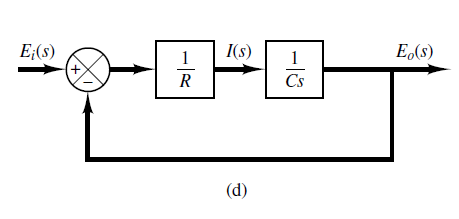 Eᵢ(s) + − 1/R I(s) 1/Cs Eₒ(s)
(d)